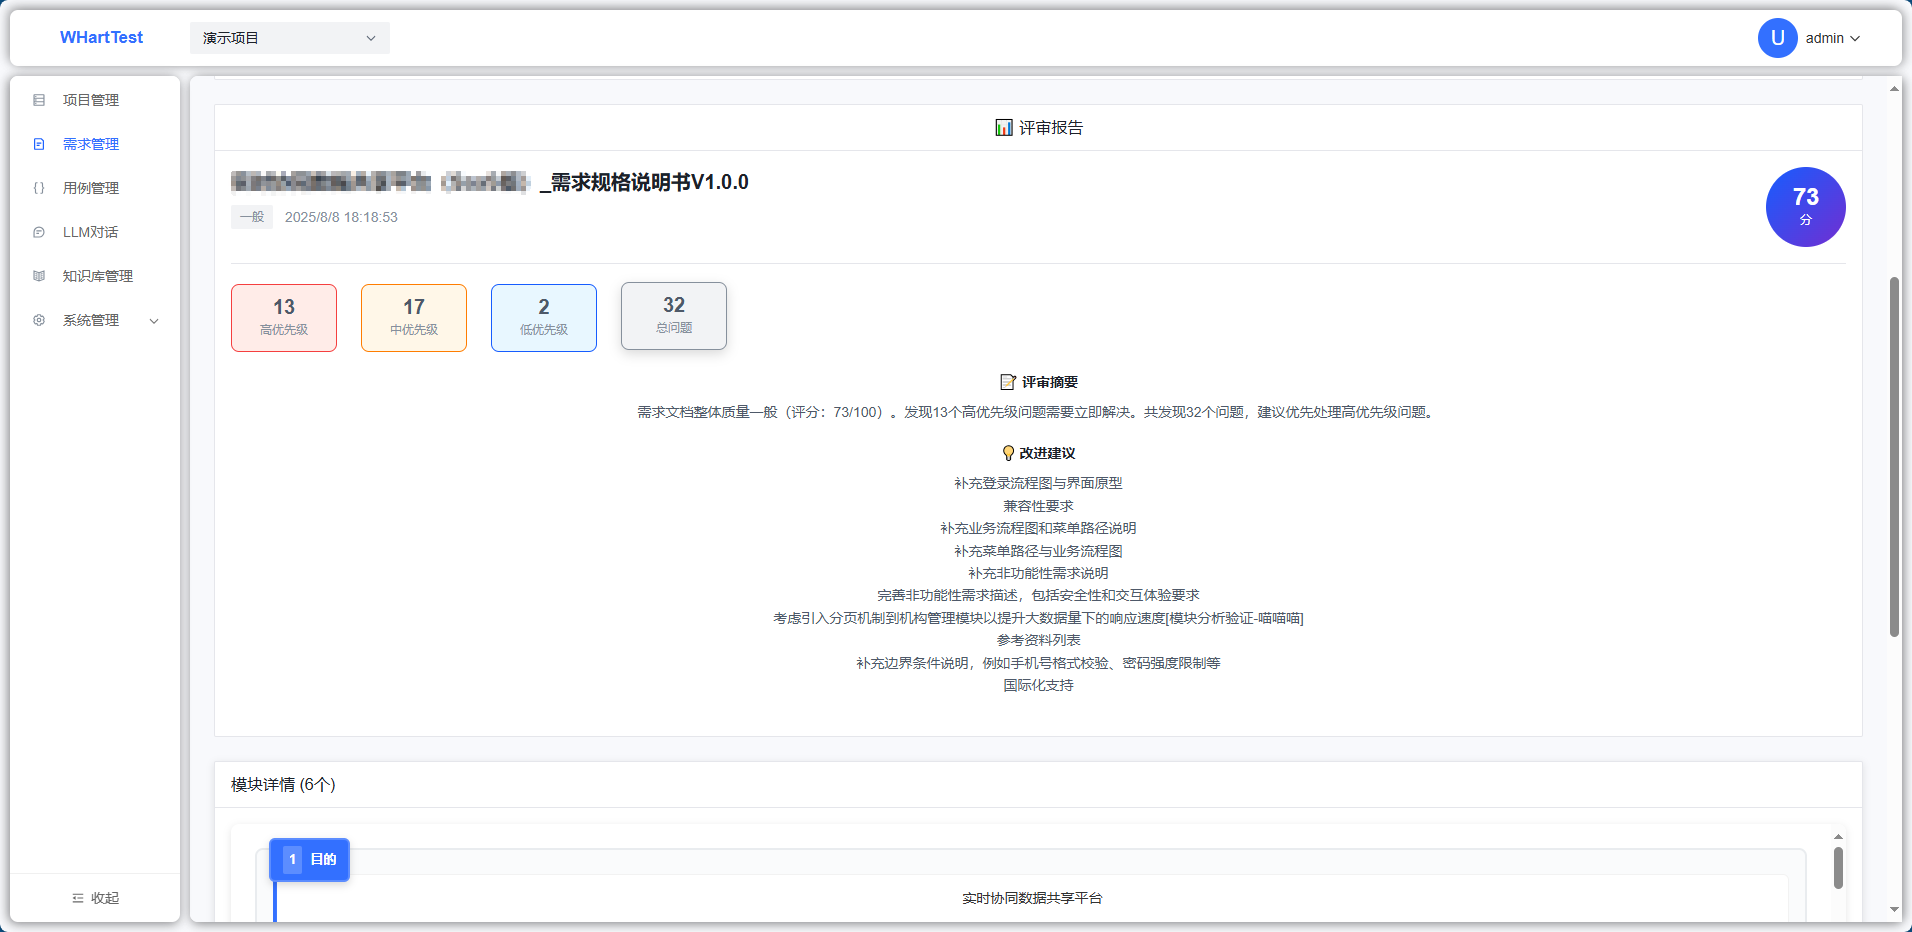 WHartTest
演示项目
U
admin
项目管理
需求管理
用例管理
LLM对话
知识库管理
系统管理
收起
评审报告
_需求规格说明书V1.0.0
一般
2025/8/8 18:18:53
73
分
13
高优先级
17
中优先级
2
低优先级
32
总问题
评审摘要
需求文档整体质量一般（评分：73/100）。发现13个高优先级问题需要立即解决。共发现32个问题，建议优先处理高优先级问题。
改进建议
补充登录流程图与界面原型
兼容性要求
补充业务流程图和菜单路径说明
补充菜单路径与业务流程图
补充非功能性需求说明
完善非功能性需求描述，包括安全性和交互体验要求
考虑引入分页机制到机构管理模块以提升大数据量下的响应速度[模块分析验证-喵喵喵]
参考资料列表
补充边界条件说明，例如手机号格式校验、密码强度限制等
国际化支持
模块详情 (6个)
1 目的
实时协同数据共享平台